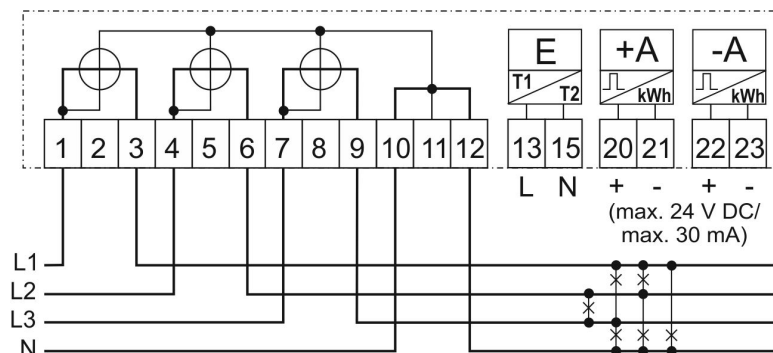 E +A -A
T1 T2 kWh kWh
1 2 3 4 5 6 7 8 9 10 11 12 13 15 20 21 22 23
L N + - + -
(max. 24 V DC/
max. 30 mA)
L1
L2
L3
N